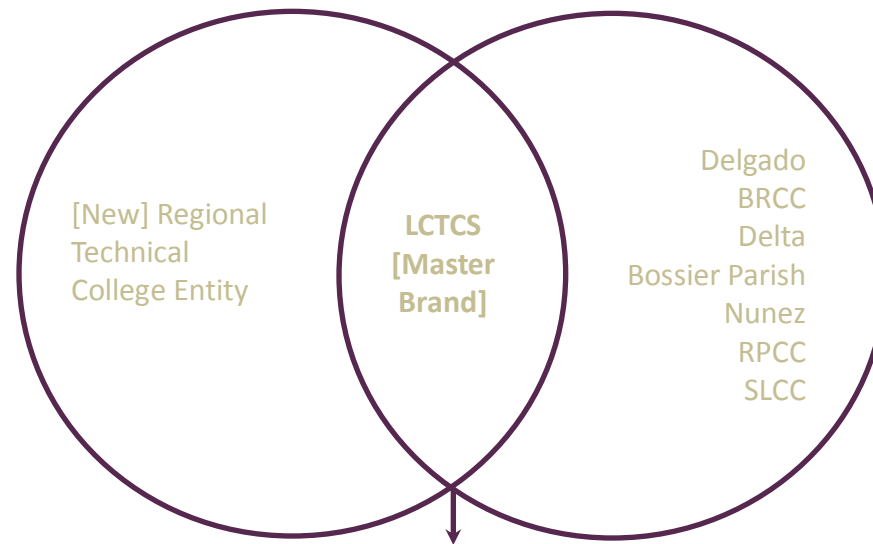 [New] Regional
Technical
College Entity
LCTCS
[Master
Brand]
Delgado
BRCC
Delta
Bossier Parish
Nunez
RPCC
SLCC